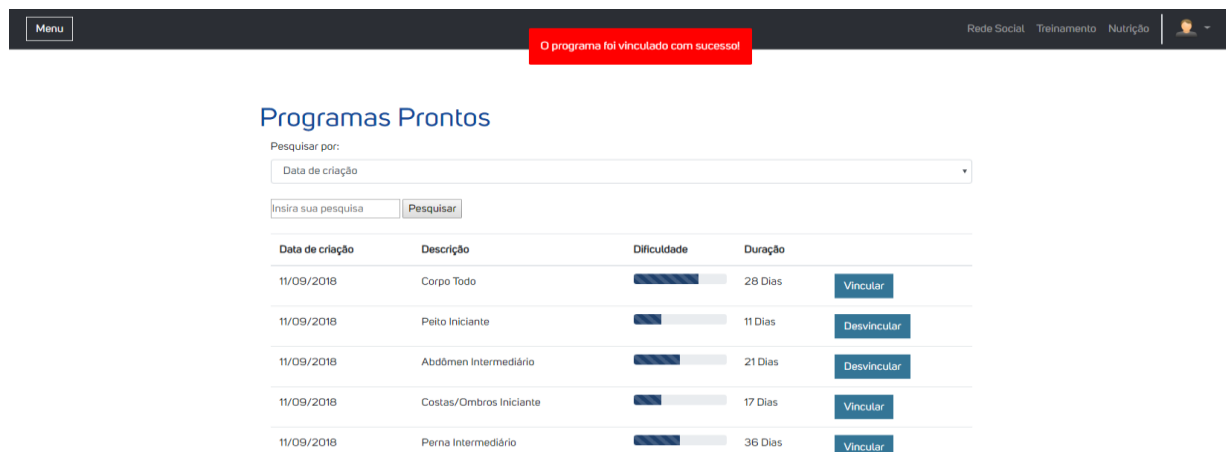 Menu
O programa foi vinculado com sucesso!
Rede Social Treinamento Nutrição
Programas Prontos
Pesquisar por:
Data de criação
Insira sua pesquisa Pesquisar
Data de criação Descrição Dificuldade Duração
11/09/2018 Corpo Todo 28 Dias Vincular
11/09/2018 Peito Iniciante 11 Dias Desvincular
11/09/2018 Abdômen Intermediário 21 Dias Desvincular
11/09/2018 Costas/Ombros Iniciante 17 Dias Vincular
11/09/2018 Perna Intermediário 36 Dias Vincular